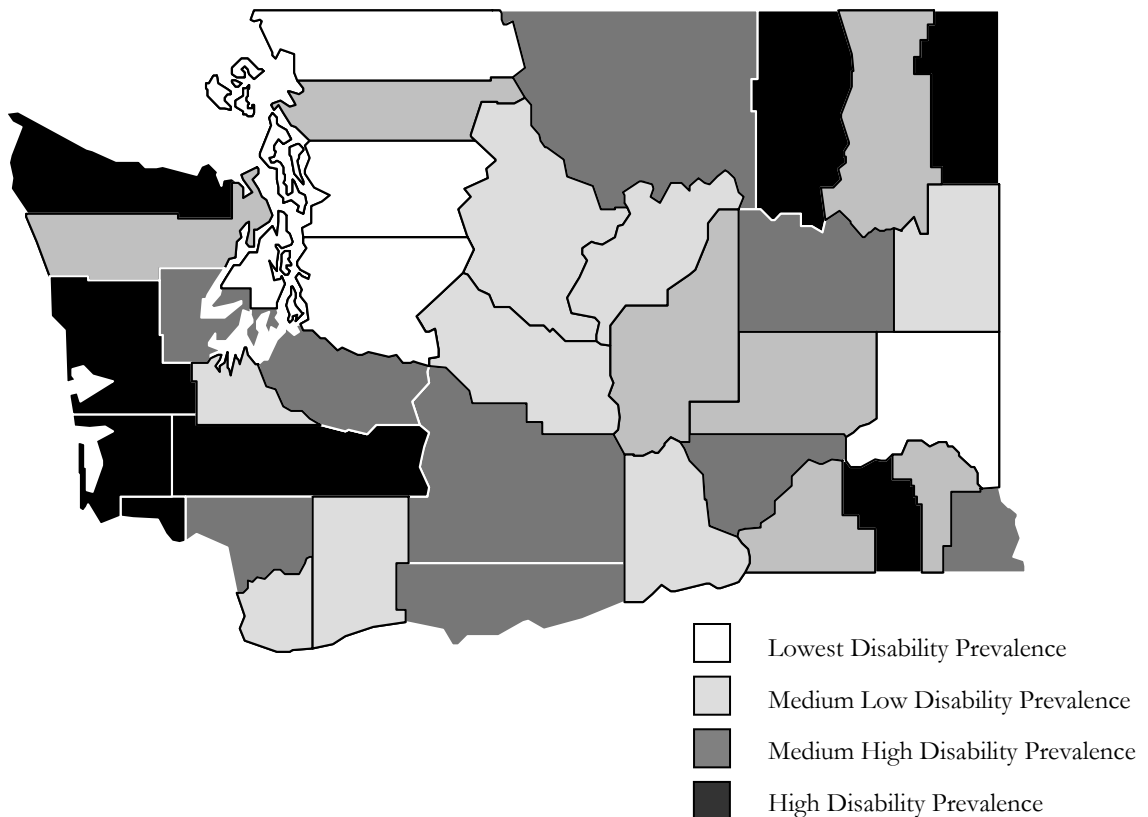 Lowest Disability Prevalence
Medium Low Disability Prevalence
Medium High Disability Prevalence
High Disability Prevalence